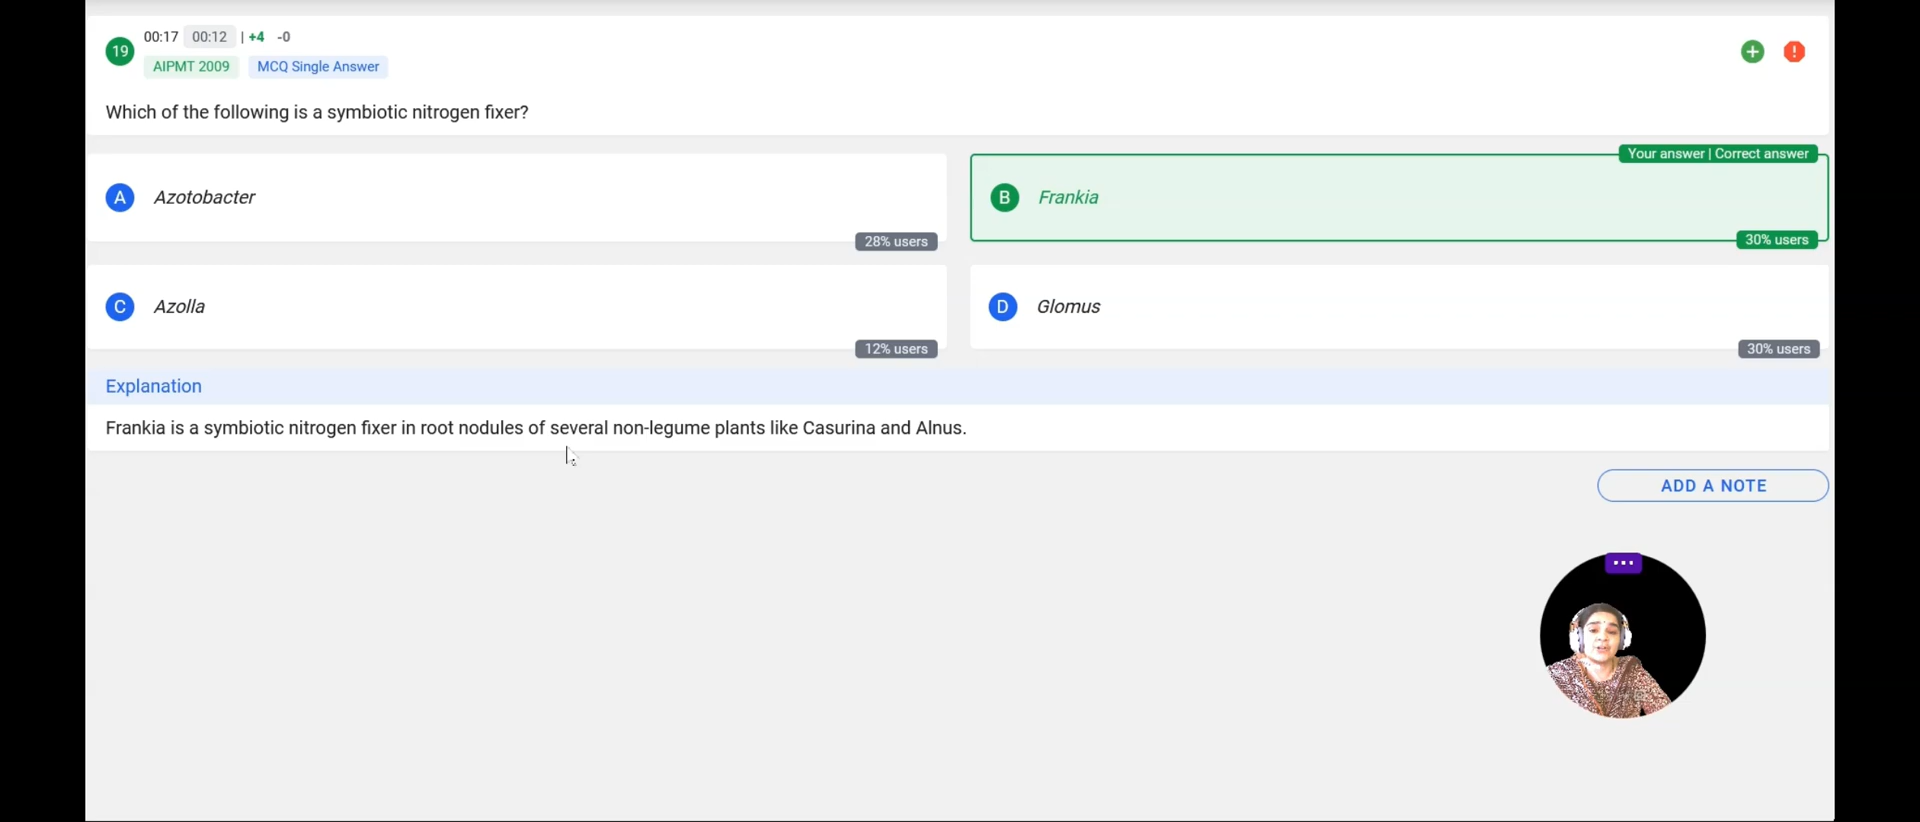 19 00:17 00:12 | +4 -0
AIPMT 2009 MCQ Single Answer
Which of the following is a symbiotic nitrogen fixer?
Your answer | Correct answer
A Azotobacter
28% users
B Frankia
30% users
C Azolla
12% users
D Glomus
30% users
Explanation
Frankia is a symbiotic nitrogen fixer in root nodules of several non-legume plants like Casurina and Alnus.
ADD A NOTE